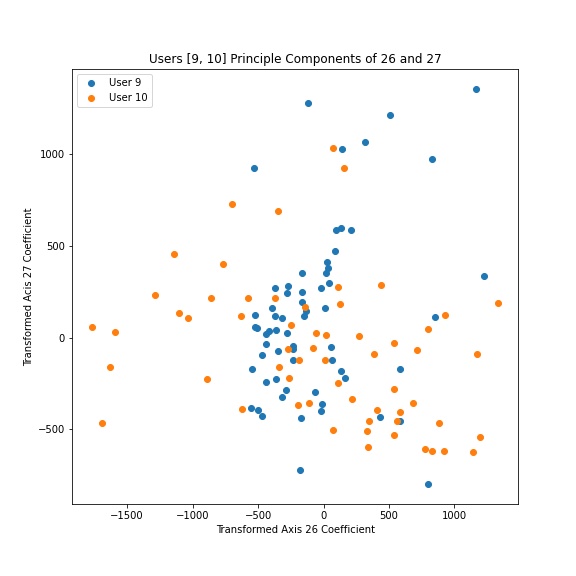 Users [9, 10] Principle Components of 26 and 27
User 9
User 10
Transformed Acis 27 Coefficient
1000
500
0
−500
−1500
−1000
−500
0
500
1000
Transformed Axis 26 Coefficient